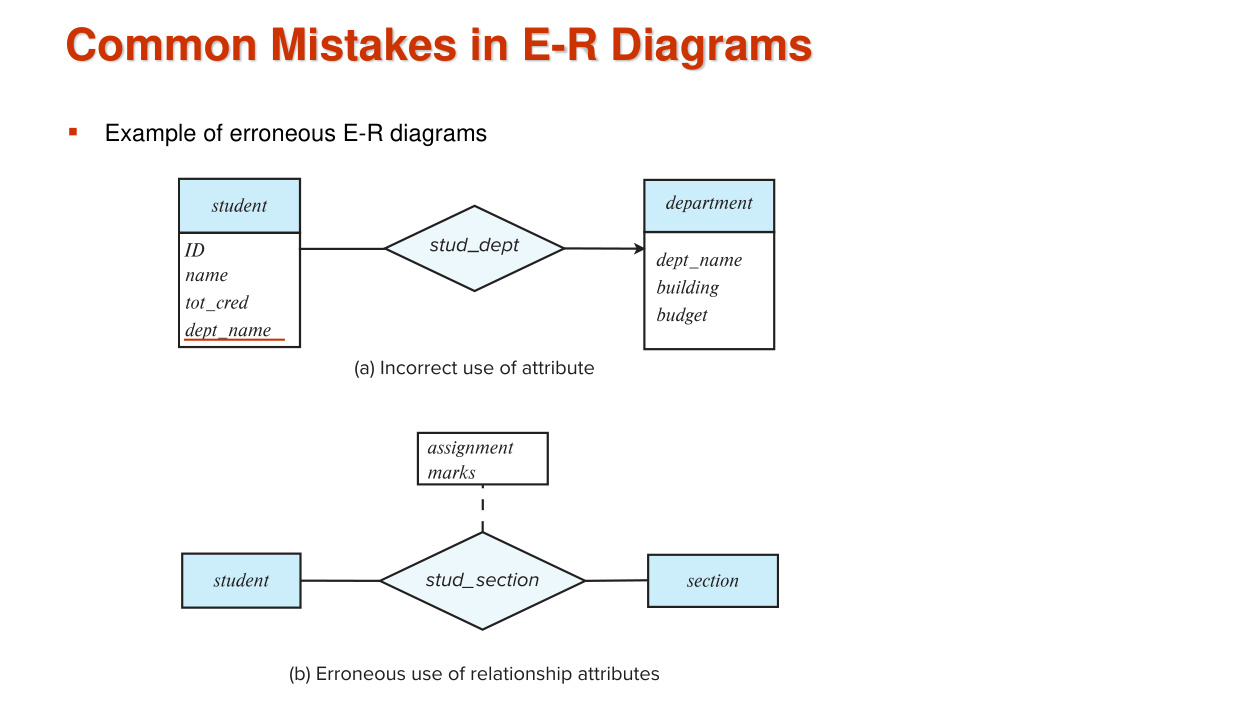 Common Mistakes in E-R Diagrams
Example of erroneous E-R diagrams
student
ID
name
tot_cred
dept_name
stud_dept
department
dept_name
building
budget
(a) Incorrect use of attribute
assignment
marks
student
stud_section
section
(b) Erroneous use of relationship attributes